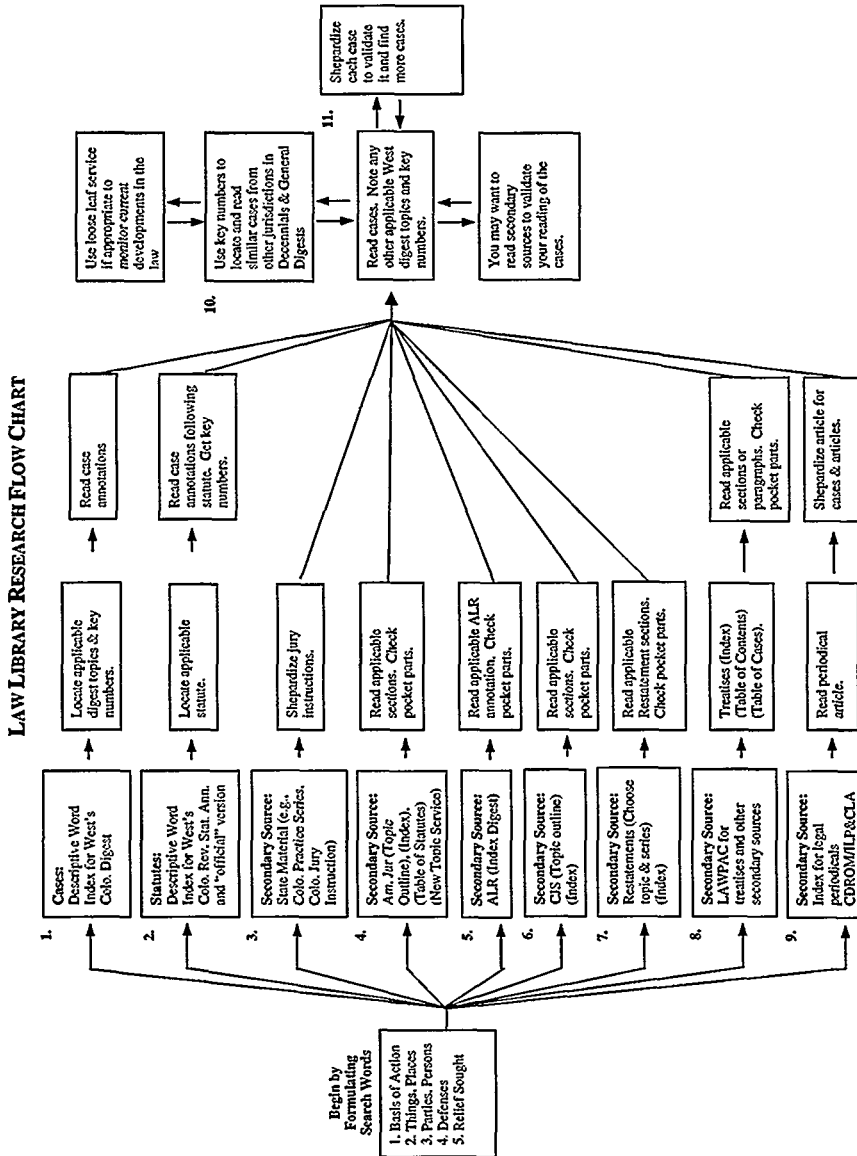 LAW LIBRARY RESEARCH FLOW CHART
Begin by
Formulating
Search Words
1. Basis of Action
2. Things, Places
3. Parties, Persons
4. Defenses
5. Relief Sought
1.
Cases:
Descriptive Word
Index for West's
Colo. Digest
Locate applicable
digest topics & key
numbers.
Read case
annotations
2.
Statutes:
Descriptive Word
Index for West's
Colo. Rev. Stat. Ann.
and "official" version
Locate applicable
statute.
Read case
annotations following
statute. Get key
numbers.
3.
Secondary Source:
State Material (e.g.,
Colo. Practice Series,
Colo. Jury
Instruction)
Shepardize jury
instructions.
4.
Secondary Source:
Am. Jur (Topic
Outline), (Index),
(Table of Statutes)
(New Topic Service)
Read applicable
sections. Check
pocket parts.
5.
Secondary Source:
ALR (Index Digest)
Read applicable ALR
annotation, Check
pocket parts.
6.
Secondary Source:
CJS (Topic outline)
(Index)
Read applicable
sections. Check
pocket parts.
7.
Secondary Source:
Restatements (Choose
topic & series)
(Index)
Read applicable
Restatement sections.
Check pocket parts.
8.
Secondary Source:
LAWPAC for
treatises and other
secondary sources
Treatises (Index)
(Table of Contents)
(Table of Cases).
Read applicable
sections or
paragraphs. Check
pocket parts.
9.
Secondary Source:
Index for legal
periodicals
CDROM/ILP&CLA
Read periodical
article.
Shepardize article for
cases & articles.
Use loose leaf service
if appropriate to
monitor current
developments in the
law
10.
Use key numbers to
locate and read
similar cases from
other jurisdictions in
Decennials & General
Digests
Read cases. Note any
other applicable West
digest topics and key
numbers.
You may want to
read secondary
sources to validate
your reading of the
cases.
11.
Shepardize
each case
to validate
it and find
more cases.